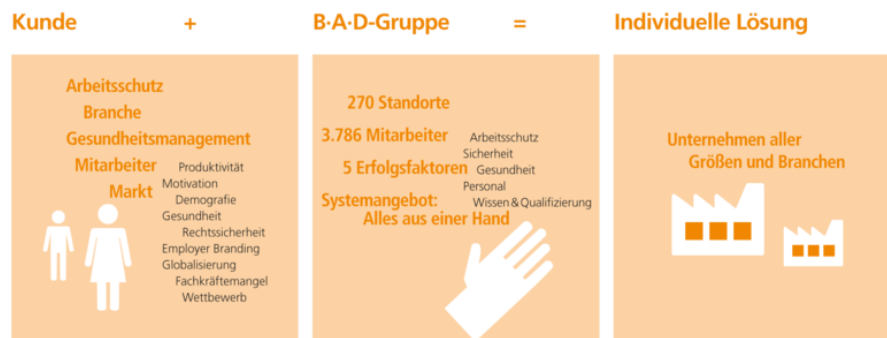 Kunde + B·A·D-Gruppe = Individuelle Lösung
Arbeitsschutz
Branche
Gesundheitsmanagement
Mitarbeiter
Markt
Produktivität
Motivation
Demografie
Gesundheit
Rechtssicherheit
Employer Branding
Globalisierung
Fachkräftemangel
Wettbewerb
270 Standorte
3.786 Mitarbeiter
5 Erfolgsfaktoren
Systemangebot:
Alles aus einer Hand
Arbeitsschutz
Sicherheit
Gesundheit
Personal
Wissen & Qualifizierung
Unternehmen aller
Größen und Branchen